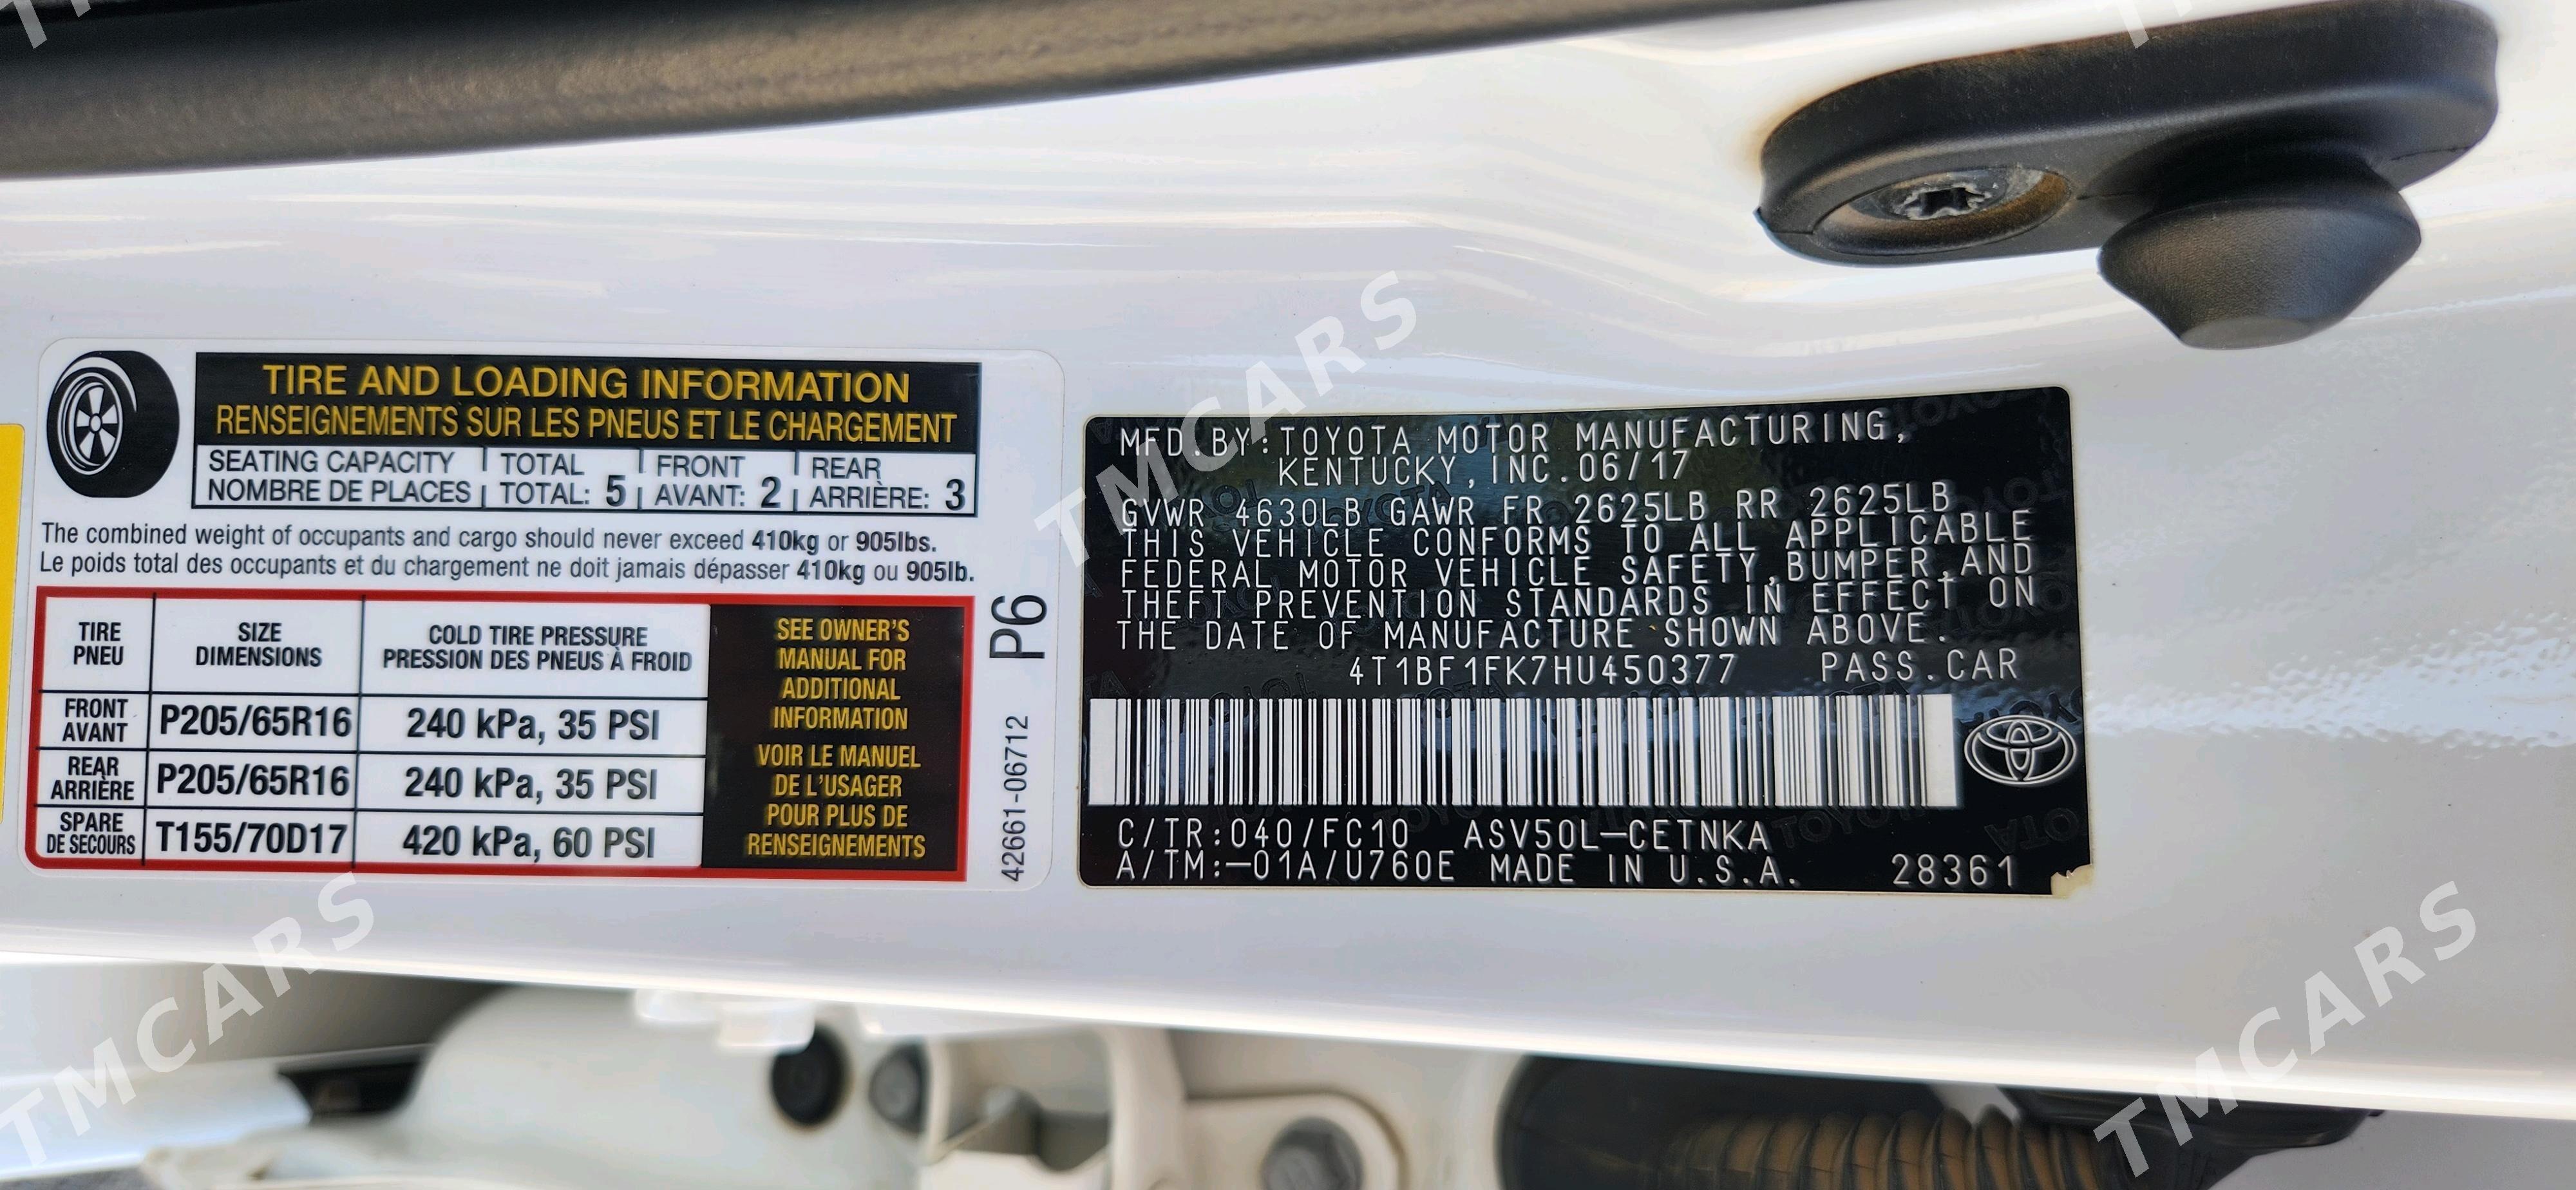 TIRE AND LOADING INFORMATION
RENSEIGNEMENTS SUR LES PNEUS ET LE CHARGEMENT
SEATING CAPACITY TOTAL FRONT REAR
NOMBRE DE PLACES TOTAL: 5 AVANT: 2 ARRIÈRE: 3
The combined weight of occupants and cargo should never exceed 410kg or 905lbs.
Le poids total des occupants et du chargement ne doit jamais dépasser 410kg ou 905lb.
TIRE SIZE COLD TIRE PRESSURE
PNEU DIMENSIONS PRESSION DES PNEUS À FROID
FRONT
AVANT P205/65R16 240 kPa, 35 PSI
REAR
ARRIÈRE P205/65R16 240 kPa, 35 PSI
SPARE
DE SECOURS T155/70D17 420 kPa, 60 PSI
SEE OWNER'S
MANUAL FOR
ADDITIONAL
INFORMATION
VOIR LE MANUEL
DE L'USAGER
POUR PLUS DE
RENSEIGNEMENTS
P6
42661-06712
MFD.BY:TOYOTA MOTOR MANUFACTURING,
KENTUCKY,INC.06/17
GVWR 4630LB GAWR FR 2625LB RR 2625LB
THIS VEHICLE CONFORMS TO ALL APPLICABLE
FEDERAL MOTOR VEHICLE SAFETY,BUMPER,AND
THEFT PREVENTION STANDARDS IN EFFECT ON
THE DATE OF MANUFACTURE SHOWN ABOVE.
4T1BF1FK7HU450377 PASS.CAR
C/TR:040/FC10 ASV50L-CETNKA
A/TM:-01A/U760E MADE IN U.S.A. 28361
TMCARS
TMCARS
TMCARS